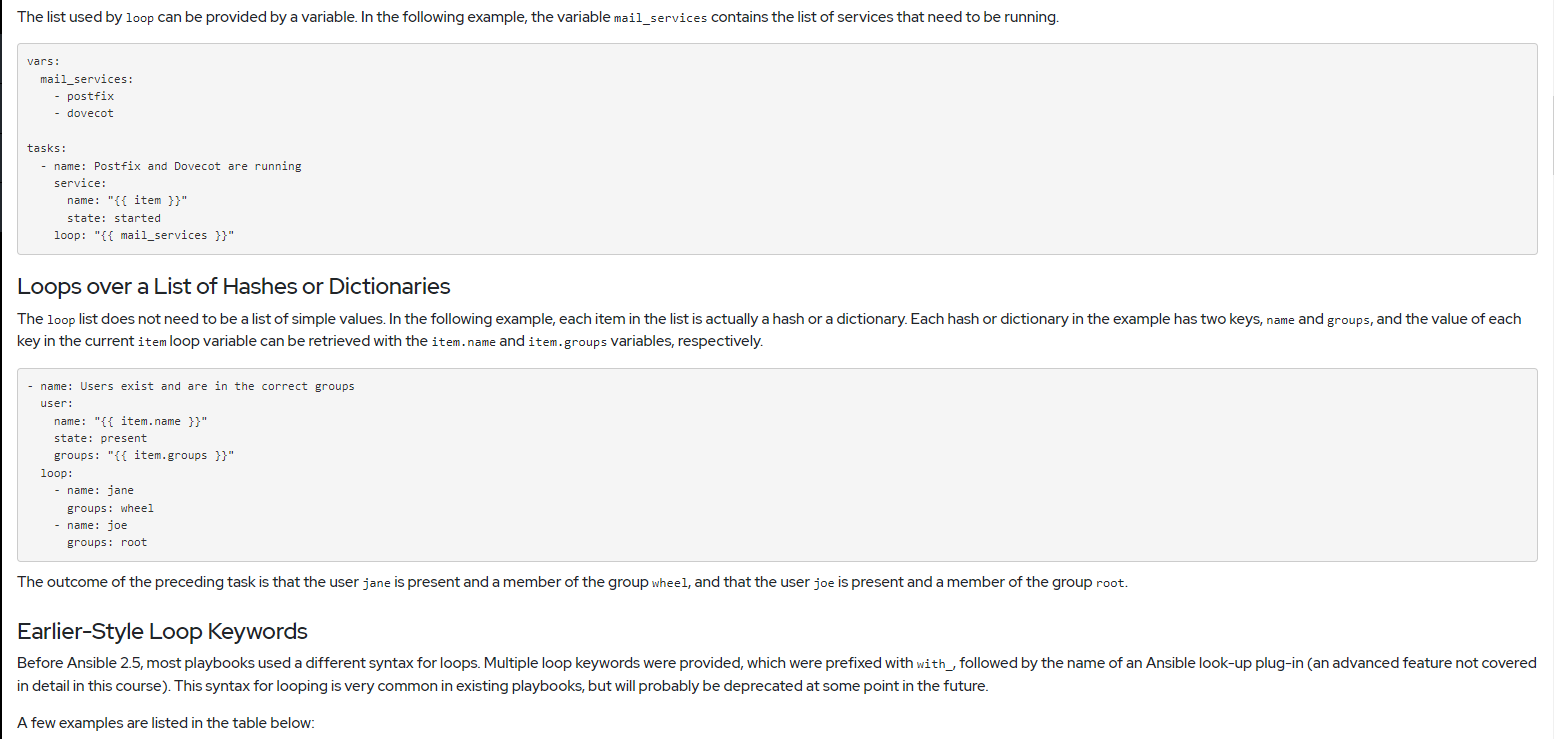 The list used by loop can be provided by a variable. In the following example, the variable mail_services contains the list of services that need to be running.
vars:
  mail_services:
    - postfix
    - dovecot

tasks:
  - name: Postfix and Dovecot are running
    service:
      name: "{{ item }}"
      state: started
    loop: "{{ mail_services }}"
Loops over a List of Hashes or Dictionaries
The loop list does not need to be a list of simple values. In the following example, each item in the list is actually a hash or a dictionary. Each hash or dictionary in the example has two keys, name and groups, and the value of each
key in the current item loop variable can be retrieved with the item.name and item.groups variables, respectively.
- name: Users exist and are in the correct groups
  user:
    name: "{{ item.name }}"
    state: present
    groups: "{{ item.groups }}"
  loop:
    - name: jane
      groups: wheel
    - name: joe
      groups: root
The outcome of the preceding task is that the user jane is present and a member of the group wheel, and that the user joe is present and a member of the group root.
Earlier-Style Loop Keywords
Before Ansible 2.5, most playbooks used a different syntax for loops. Multiple loop keywords were provided, which were prefixed with with_, followed by the name of an Ansible look-up plug-in (an advanced feature not covered
in detail in this course). This syntax for looping is very common in existing playbooks, but will probably be deprecated at some point in the future.
A few examples are listed in the table below: